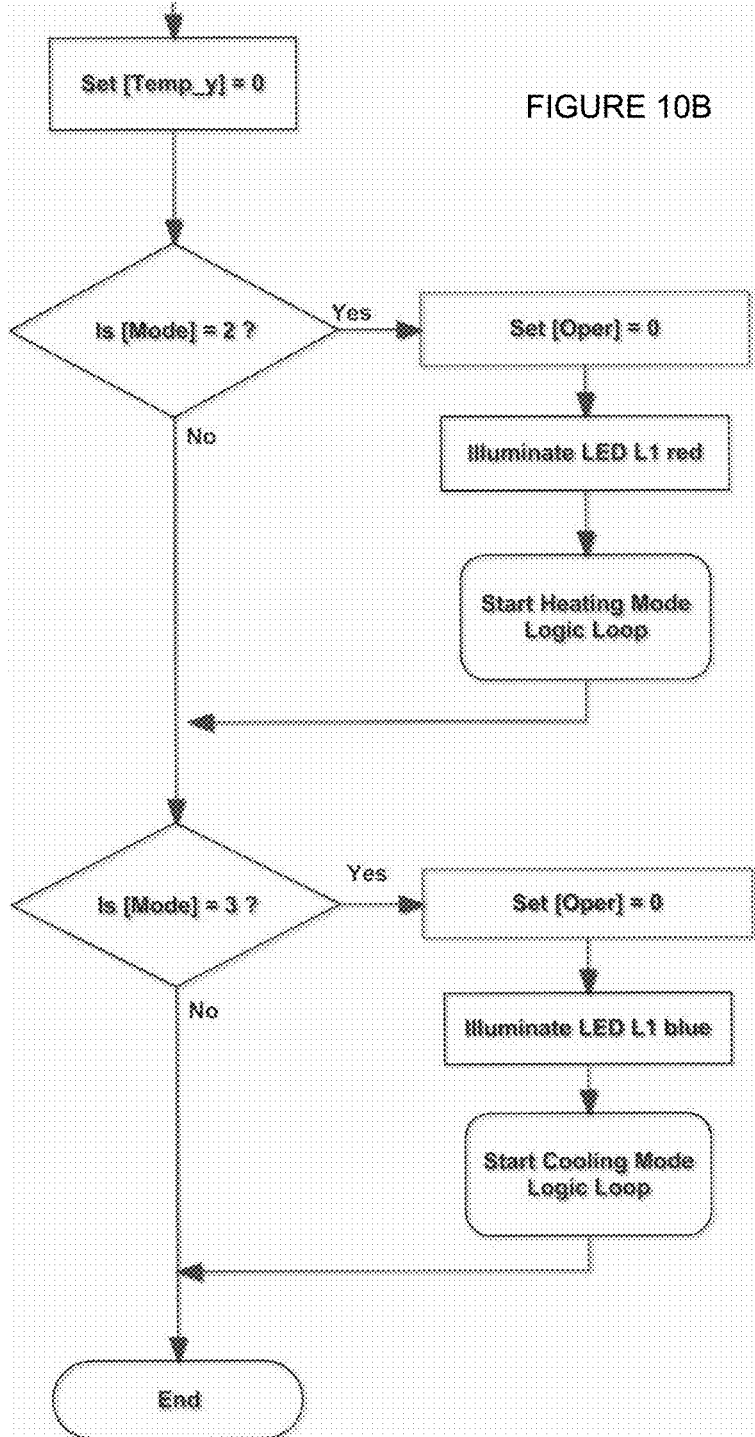 Set [Temp_y] = 0
FIGURE 10B
Is [Mode] = 2 ?
Yes
Set [Oper] = 0
No
Illuminate LED L1 red
Start Heating Mode
Logic Loop
Is [Mode] = 3 ?
Yes
Set [Oper] = 0
No
Illuminate LED L1 blue
Start Cooling Mode
Logic Loop
End